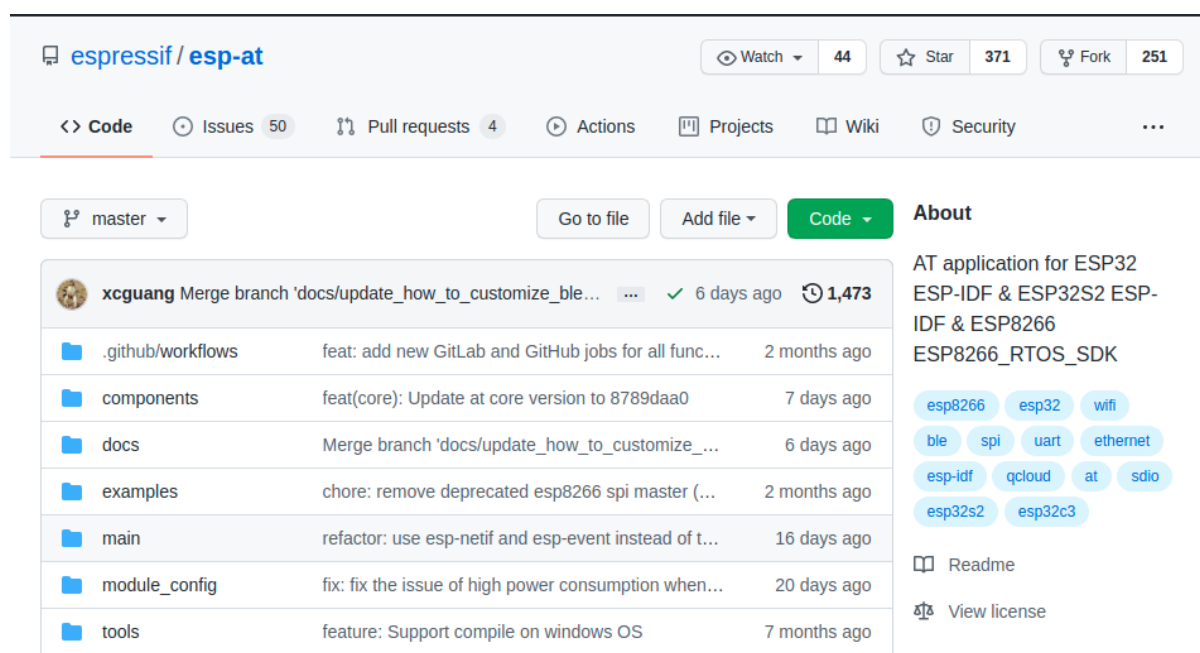 espressif / esp-at
Watch 44 Star 371 Fork 251
<> Code Issues 50 Pull requests 4 Actions Projects Wiki Security ...
master Go to file Add file Code
xcguang Merge branch 'docs/update_how_to_customize_ble... ... 6 days ago 1,473
.github/workflows feat: add new GitLab and GitHub jobs for all func... 2 months ago
components feat(core): Update at core version to 8789daa0 7 days ago
docs Merge branch 'docs/update_how_to_customize_... 6 days ago
examples chore: remove deprecated esp8266 spi master (... 2 months ago
main refactor: use esp-netif and esp-event instead of t... 16 days ago
module_config fix: fix the issue of high power consumption when... 20 days ago
tools feature: Support compile on windows OS 7 months ago
About
AT application for ESP32
ESP-IDF & ESP32S2 ESP-
IDF & ESP8266
ESP8266_RTOS_SDK
esp8266 esp32 wifi
ble spi uart ethernet
esp-idf qcloud at sdio
esp32s2 esp32c3
Readme
View license